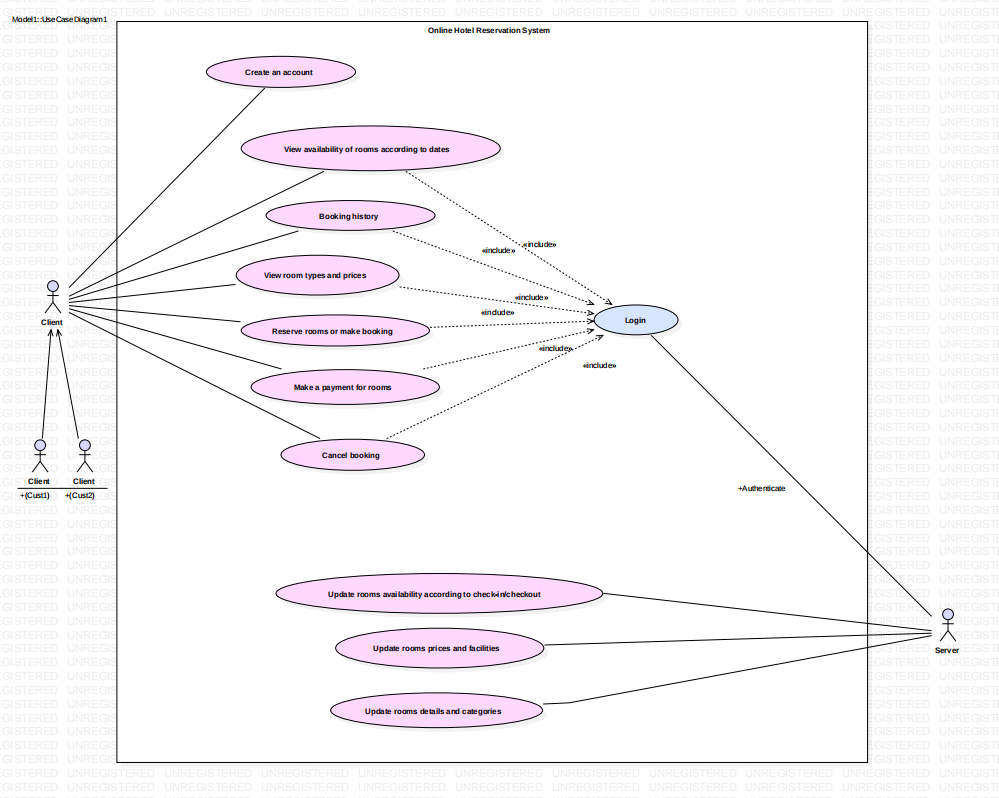 Model1::UseCaseDiagram1
Online Hotel Reservation System
Create an account
View availability of rooms according to dates
Booking history
«include»
«include»
View room types and prices
«include»
«include»
Client
Login
Reserve rooms or make booking
«include»
«include»
Make a payment for rooms
Cancel booking
Client
Client
+(Cust1)
+(Cust2)
+Authenticate
Update rooms availability according to check-in/checkout
Update rooms prices and facilities
Server
Update rooms details and categories
UNREGISTERED